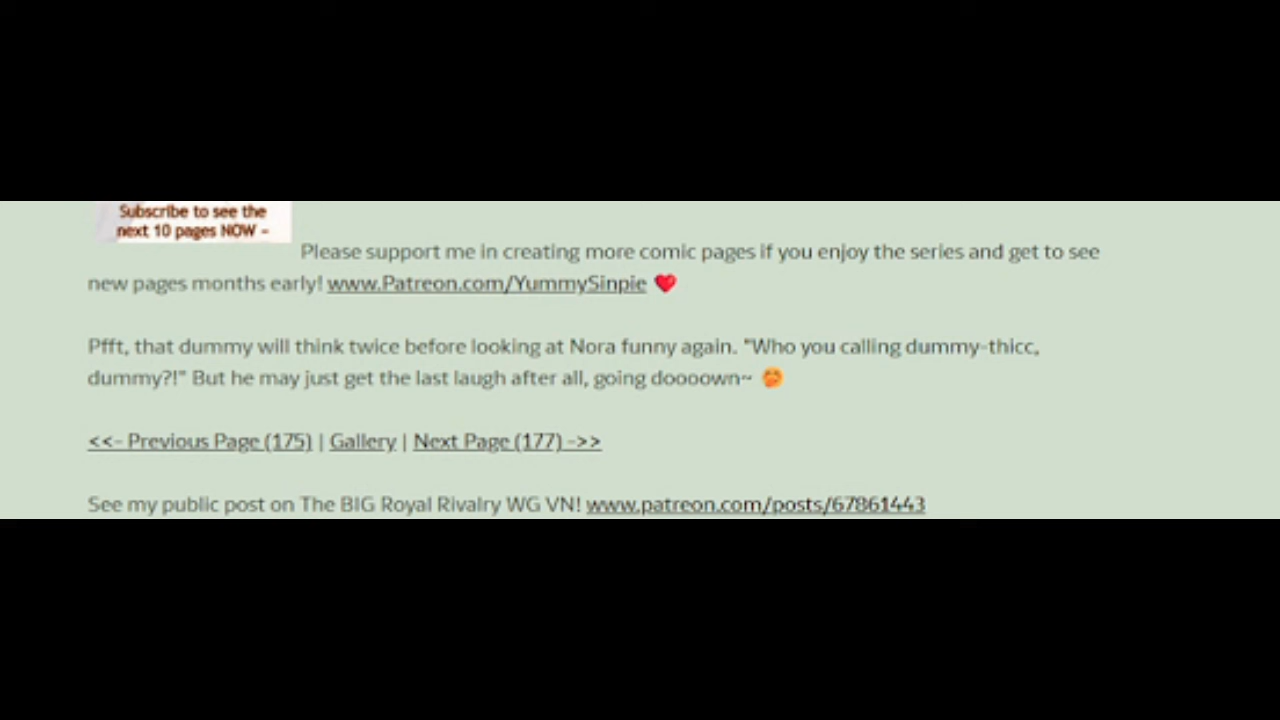 Subscribe to see the
next 10 pages NOW -
Please support me in creating more comic pages if you enjoy the series and get to see
new pages months early! www.Patreon.com/YummySinpie ❤️
Pfft, that dummy will think twice before looking at Nora funny again. "Who you calling dummy-thicc,
dummy?!" But he may just get the last laugh after all, going doooown~ 🤭
<<- Previous Page (175) | Gallery | Next Page (177) ->>
See my public post on The BIG Royal Rivalry WG VN! www.patreon.com/posts/67861443